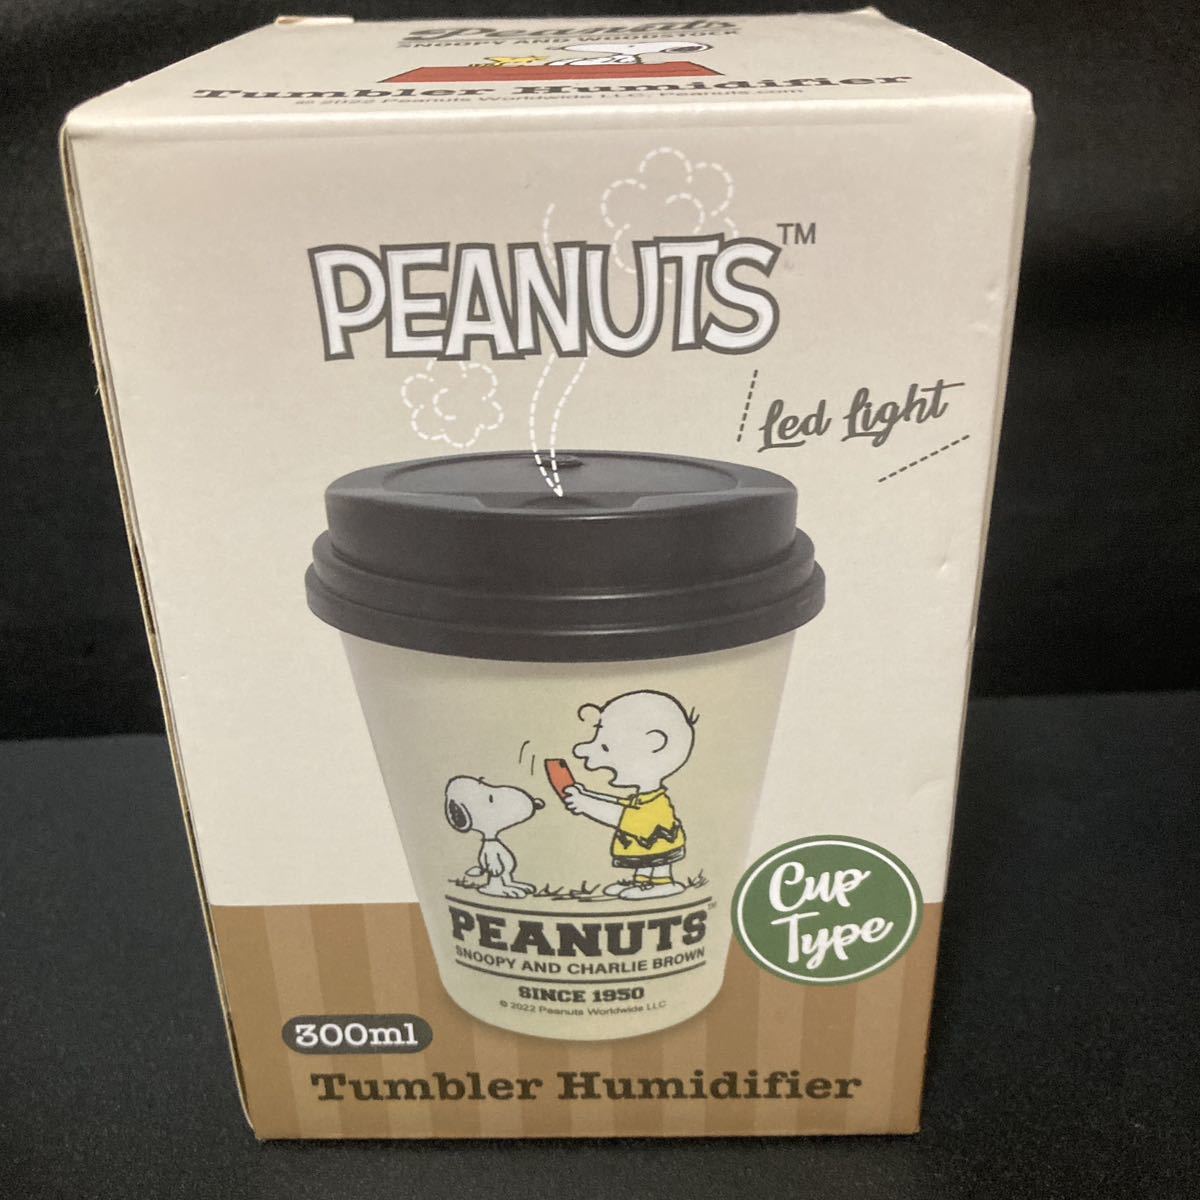 Peanuts
SNOOPY AND WOODSTOCK
Tumbler Humidifier
© 2022 Peanuts Worldwide LLC, Peanuts.com
PEANUTS™
Led Light
PEANUTS™
SNOOPY AND CHARLIE BROWN
SINCE 1950
© 2022 Peanuts Worldwide LLC
Cup
Type
300ml
Tumbler Humidifier